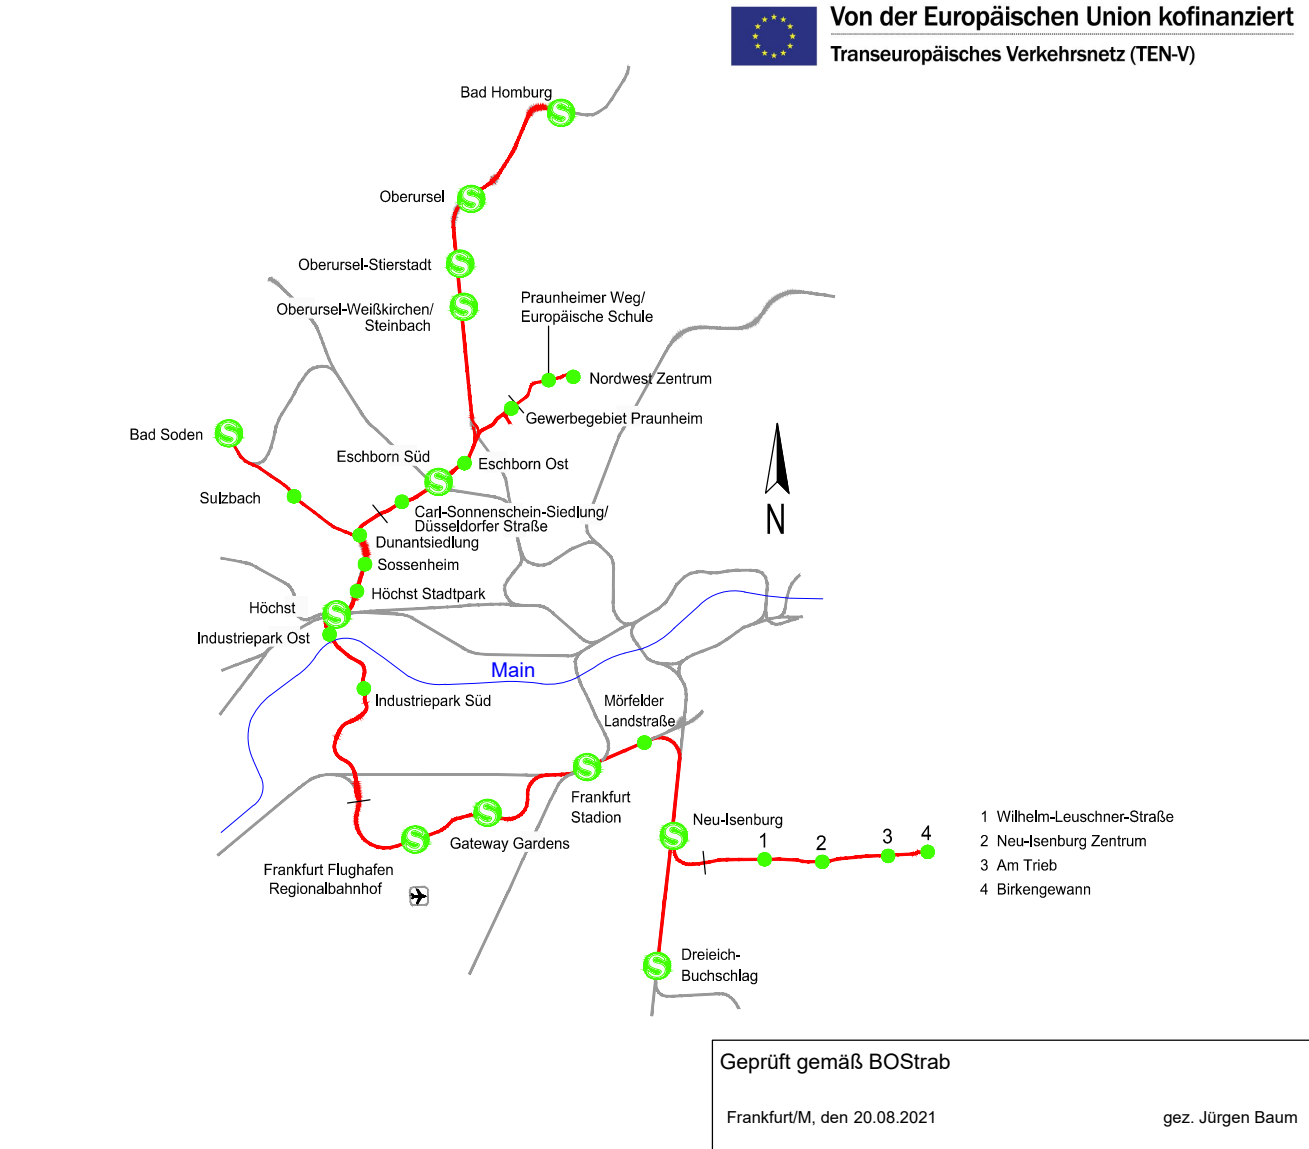 Von der Europäischen Union kofinanziert
Transeuropäisches Verkehrsnetz (TEN-V)
Bad Homburg
Oberursel
Oberursel-Stierstadt
Oberursel-Weißkirchen/
Steinbach
Praunheimer Weg/
Europäische Schule
Nordwest Zentrum
Gewerbegebiet Praunheim
Bad Soden
Eschborn Süd
Eschborn Ost
Sulzbach
Carl-Sonnenschein-Siedlung/
Düsseldorfer Straße
Dunantsiedlung
Sossenheim
Höchst Stadtpark
Höchst
Industriepark Ost
N
Main
Industriepark Süd
Mörfelder
Landstraße
Frankfurt
Stadion
Neu-Isenburg
Gateway Gardens
Frankfurt Flughafen
Regionalbahnhof
1
2
3
4
1 Wilhelm-Leuschner-Straße
2 Neu-Isenburg Zentrum
3 Am Trieb
4 Birkengewann
Dreieich-
Buchschlag
S
S
S
S
S
S
S
S
S
S
S
S
Geprüft gemäß BOStrab
Frankfurt/M, den 20.08.2021
gez. Jürgen Baum